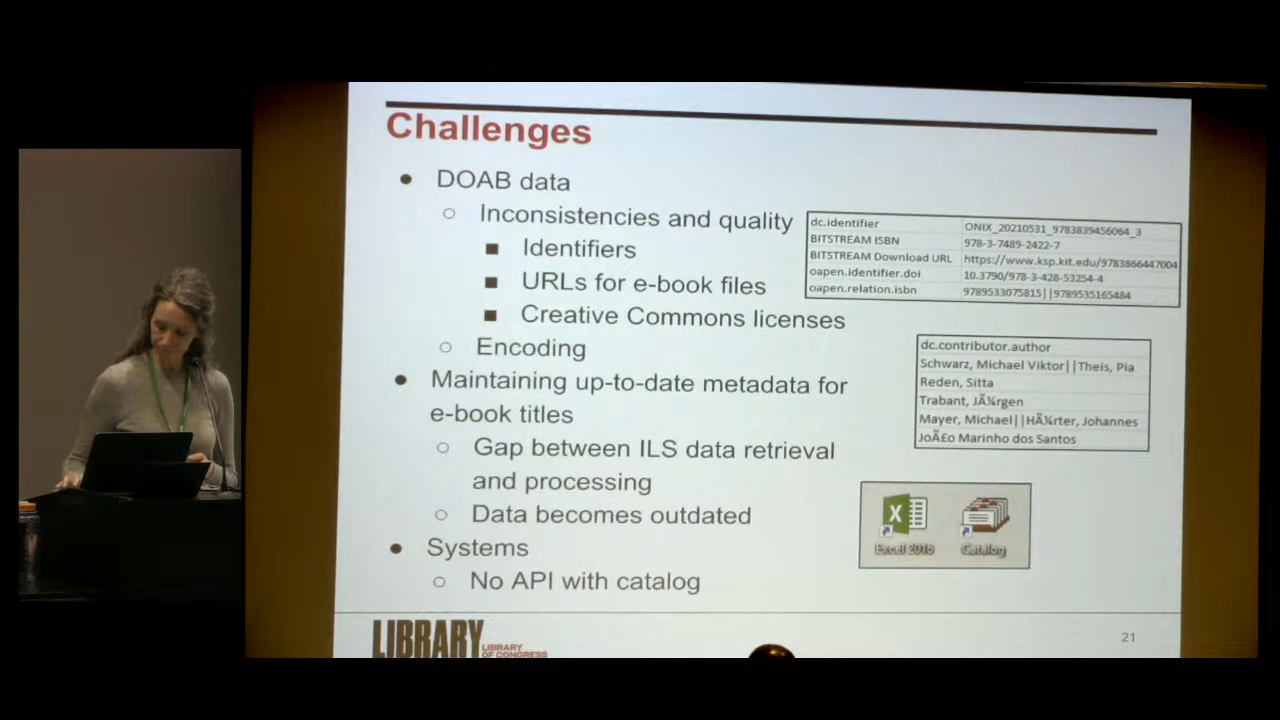 Challenges
● DOAB data
○ Inconsistencies and quality
■ Identifiers
■ URLs for e-book files
■ Creative Commons licenses
○ Encoding
● Maintaining up-to-date metadata for
e-book titles
○ Gap between ILS data retrieval
and processing
○ Data becomes outdated
● Systems
○ No API with catalog
dc.identifier ONIX_20210531_9783839456064_3
BITSTREAM ISBN 978-3-7489-2422-7
BITSTREAM Download URL https://www.ksp.kit.edu/9783866447004
oapen.identifier.doi 10.3790/978-3-428-53254-4
oapen.relation.isbn 9789533075815||9789535165484
dc.contributor.author
Schwarz, Michael Viktor||Theis, Pia
Reden, Sitta
Trabant, JÃ¼rgen
Mayer, Michael||HÃ¼rter, Johannes
JoÃ£o Marinho dos Santos
Excel 2016 Catalog
LIBRARY
LIBRARY
OF CONGRESS
21